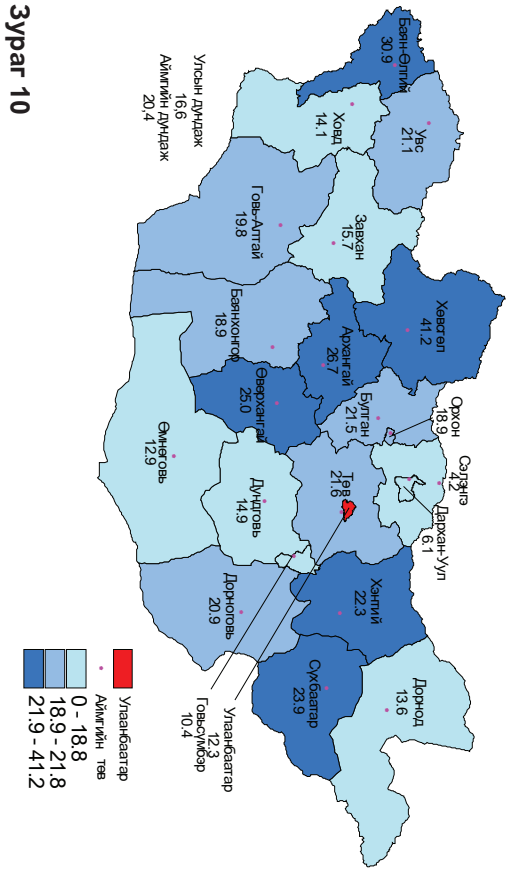 Баян-Өлгий
30.9
Увс
21.1
Ховд
14.1
Завхан
15.7
Говь-Алтай
19.8
Хөвсгөл
41.2
Архангай
26.7
Баянхонгор
18.9
Өвөрхангай
25.0
Булган
21.5
Орхон
18.9
Сэлэнгэ
4.2
Дархан-Уул
6.1
Төв
21.6
Өмнөговь
12.9
Дундговь
14.9
Дорноговь
20.9
Хэнтий
22.3
Сүхбаатар
23.9
Дорнод
13.6
Улаанбаатар
12.3
Говьсүмбэр
10.4
Улсын дундаж
16,6
Аймгийн дундаж
20,4
Улаанбаатар
Аймгийн төв
0 - 18.8
18.9 - 21.8
21.9 - 41.2
Зураг 10